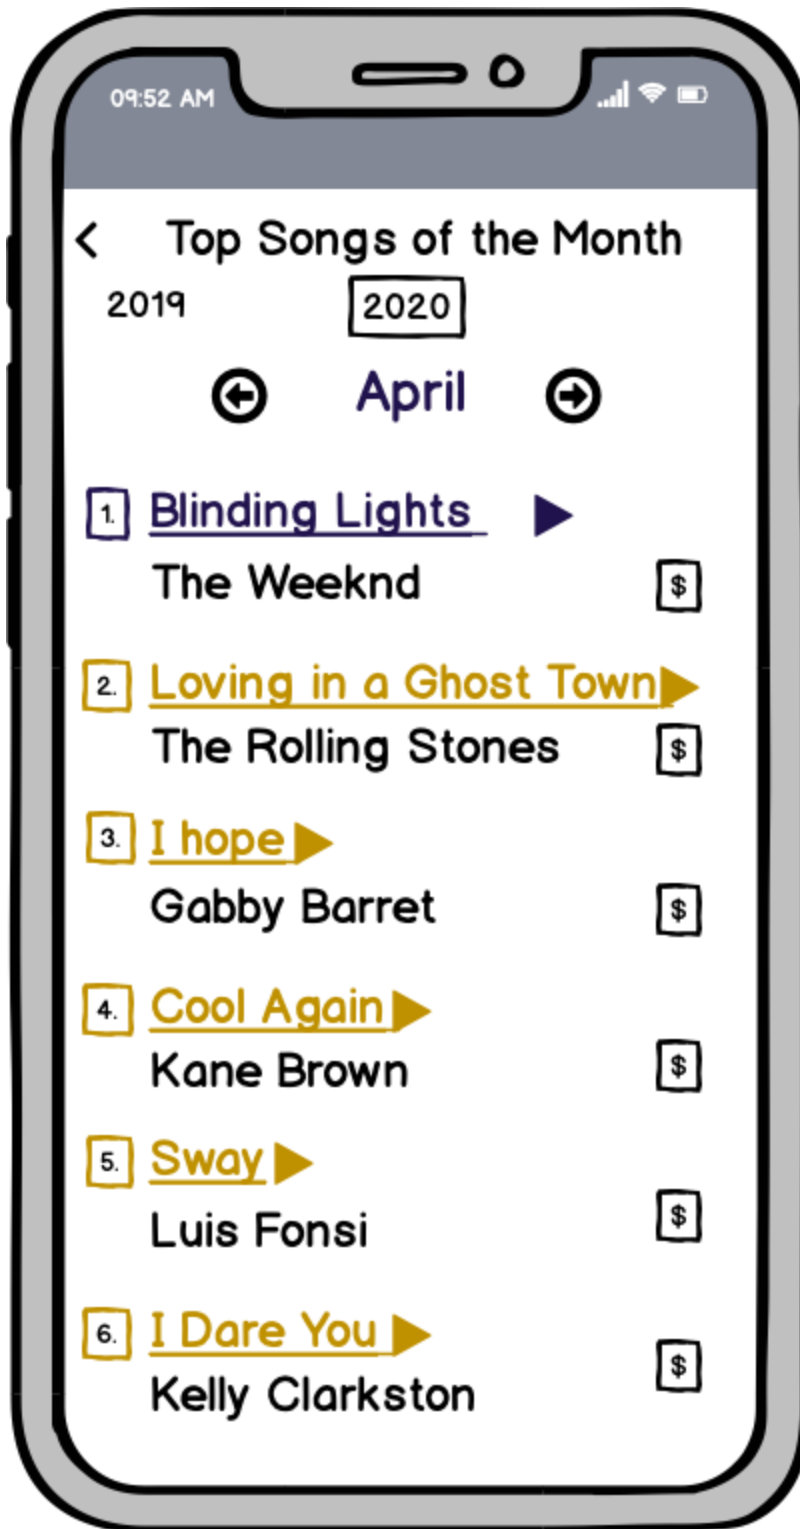 09:52 AM
Top Songs of the Month
2019 2020
April
1. Blinding Lights
The Weeknd $
2. Loving in a Ghost Town
The Rolling Stones $
3. I hope
Gabby Barret $
4. Cool Again
Kane Brown $
5. Sway
Luis Fonsi $
6. I Dare You
Kelly Clarkston $